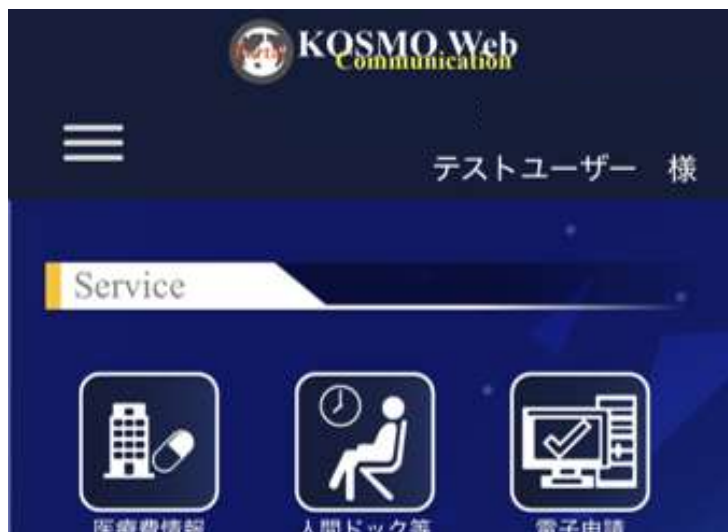 Portal
KOSMO Web
Communication
テストユーザー 様
Service
医療費情報 人間ドック等 電子申請